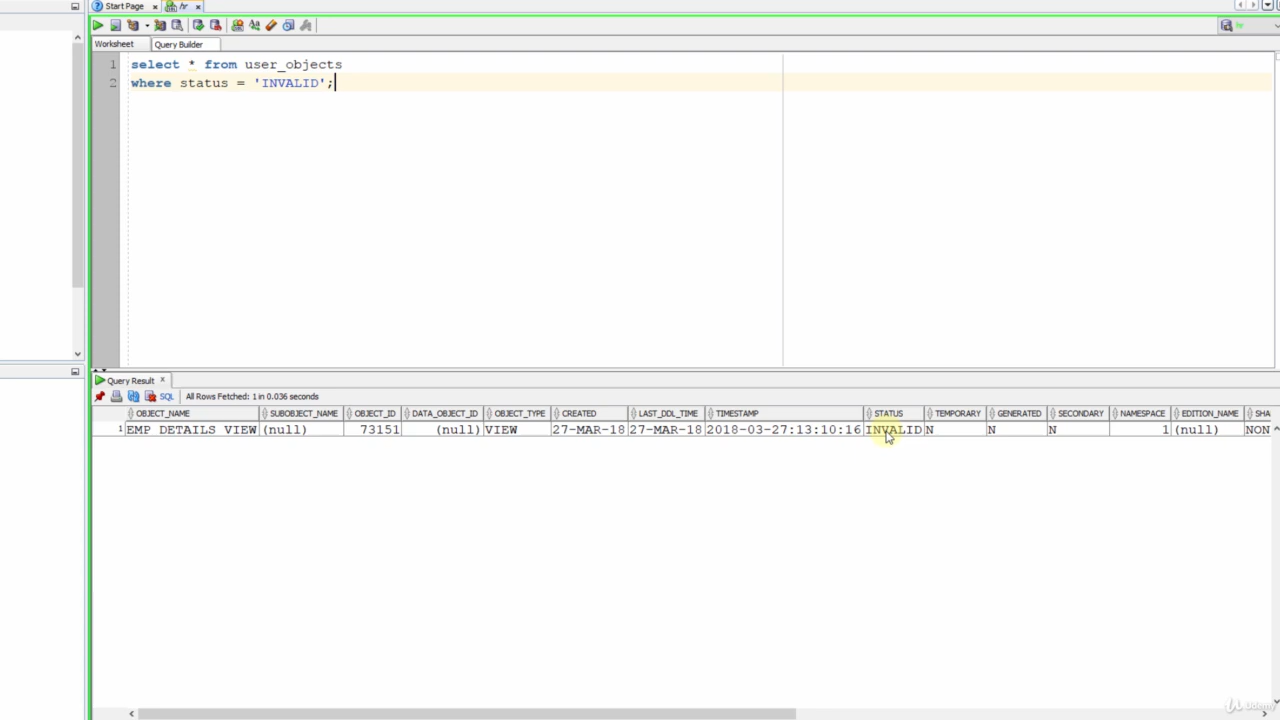 Start Page hr
Worksheet Query Builder
hr
1 select * from user_objects
2 where status = 'INVALID';
Query Result
SQL All Rows Fetched: 1 in 0.036 seconds
OBJECT_NAME SUBOBJECT_NAME OBJECT_ID DATA_OBJECT_ID OBJECT_TYPE CREATED LAST_DDL_TIME TIMESTAMP STATUS TEMPORARY GENERATED SECONDARY NAMESPACE EDITION_NAME SHA
1 EMP_DETAILS_VIEW (null) 73151 (null) VIEW 27-MAR-18 27-MAR-18 2018-03-27:13:10:16 INVALID N N N 1 (null) NON
Udemy